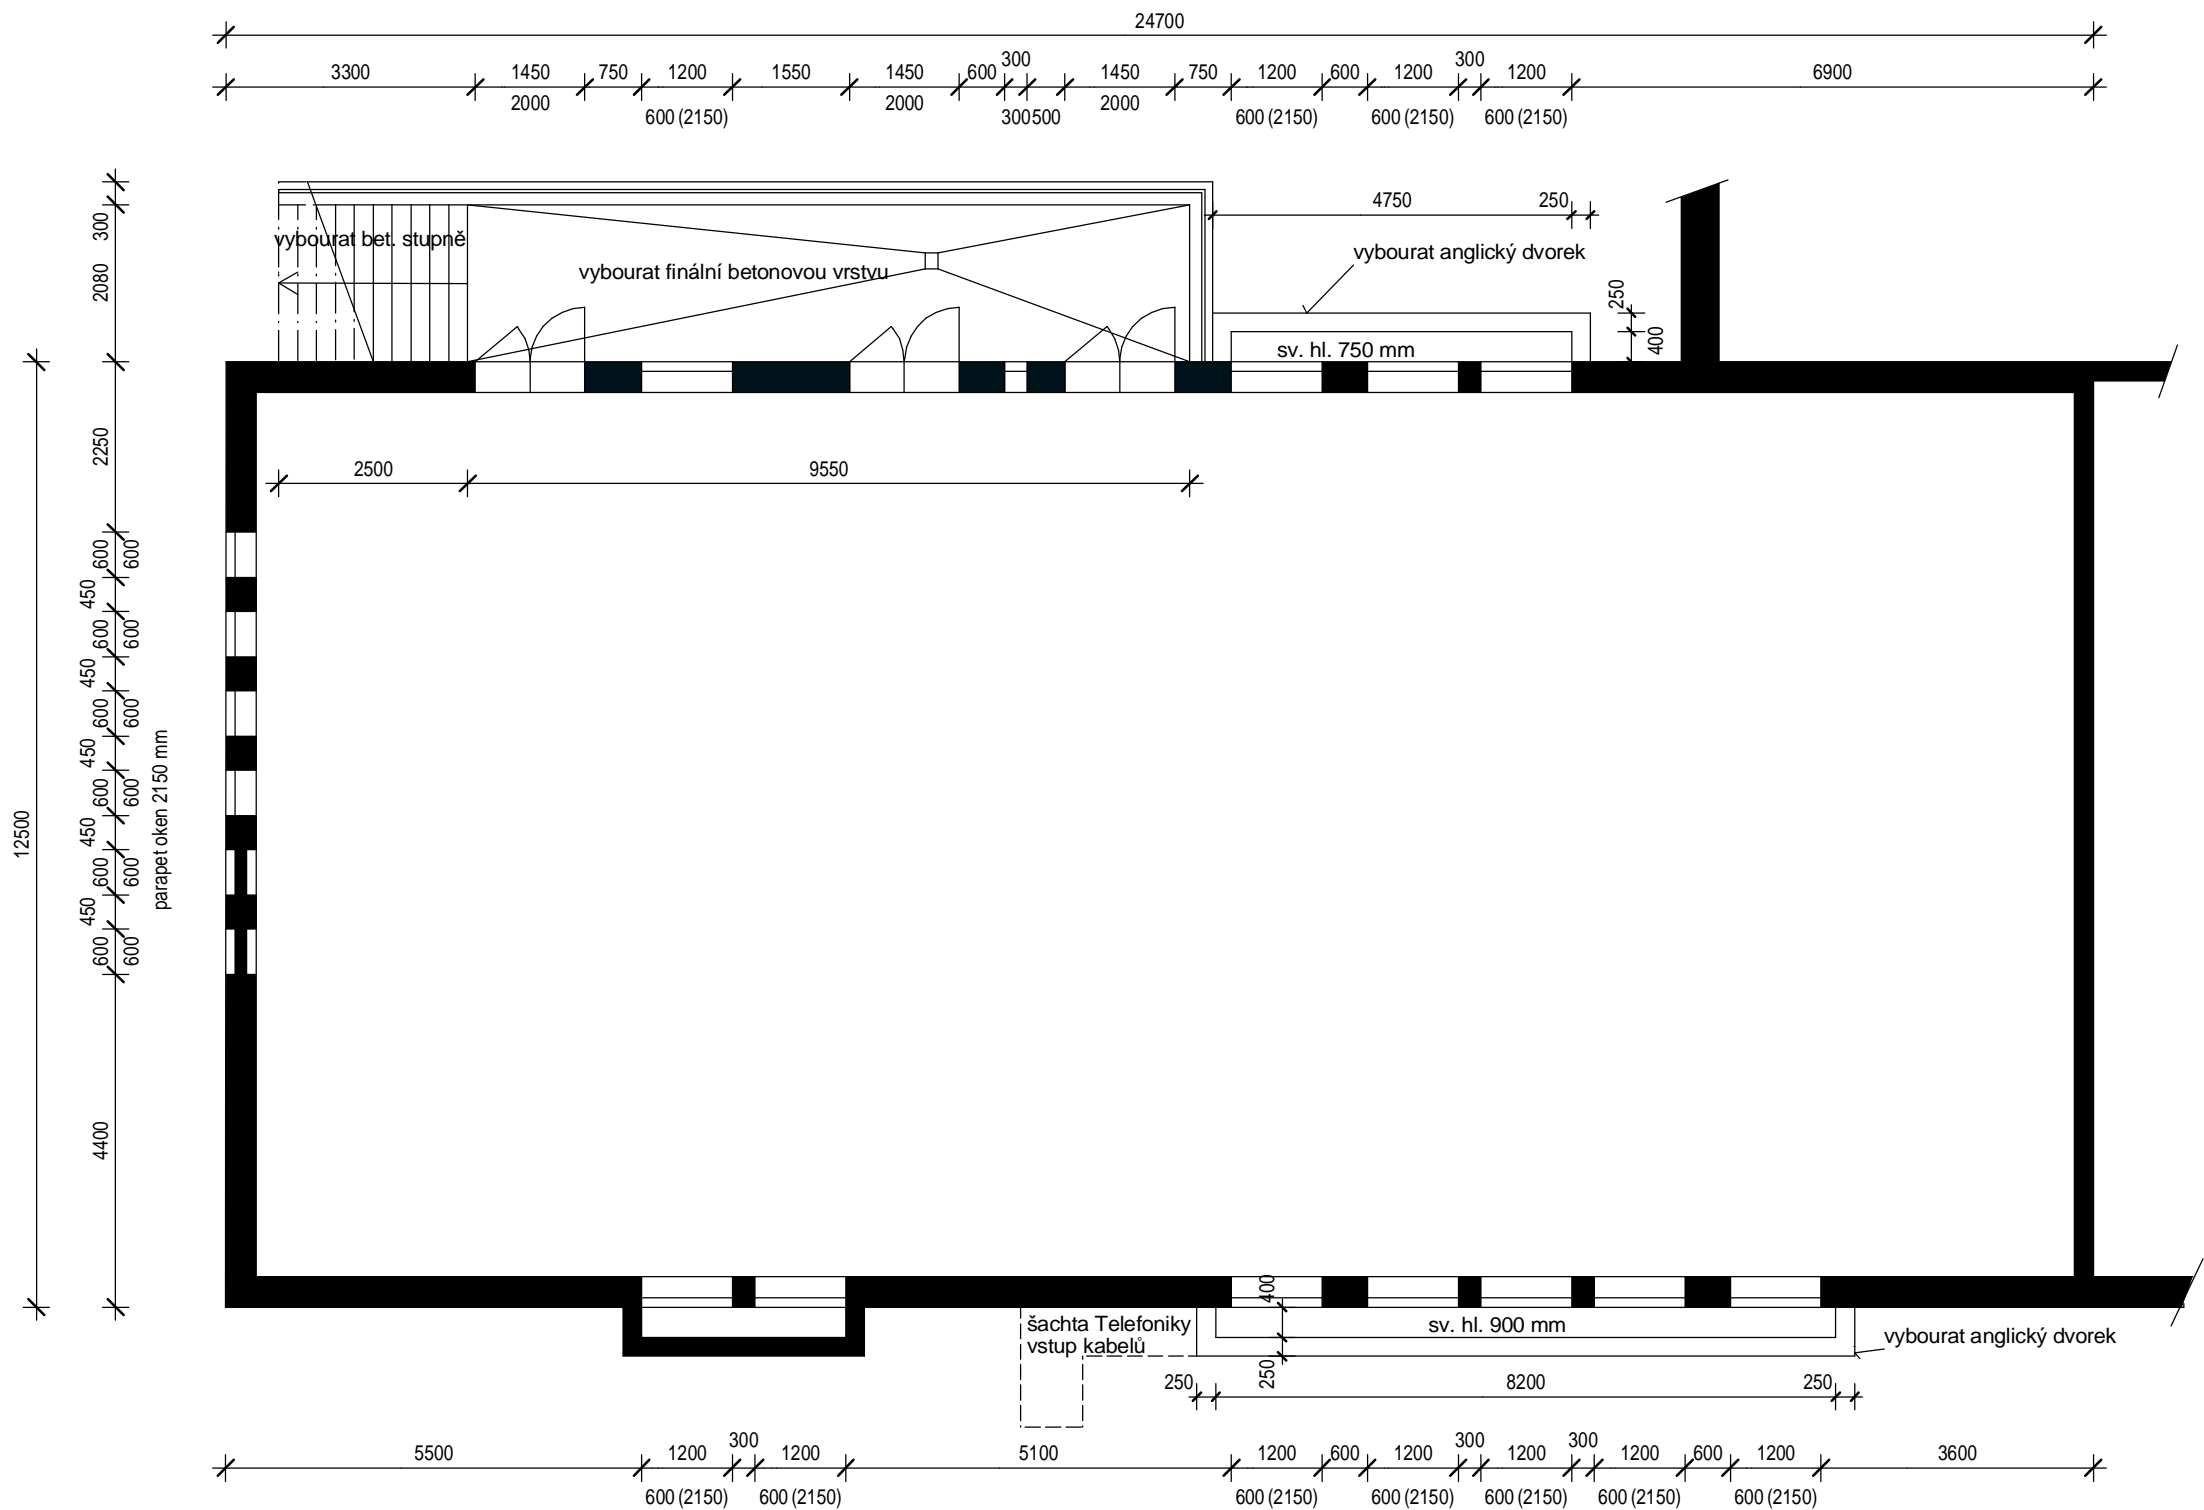 24700
3300 1450 750 1200 1550 1450 600 300 1450 750 1200 600 1200 300 1200 6900
2000 600 (2150) 2000 300 500 2000 600 (2150) 600 (2150) 600 (2150)
4750 250
300
vybourat bet. stupně
vybourat anglický dvorek
vybourat finální betonovou vrstvu
2080
250
400
sv. hl. 750 mm
2250
2500 9550
600 600
450
600 600
450
600 600
450
600 600
450
600 600
450
600 600
parapet oken 2150 mm
12500
4400
400
šachta Telefoniky
vstup kabelů
sv. hl. 900 mm
vybourat anglický dvorek
250
250 8200 250
5500 1200 300 1200 5100 1200 600 1200 300 1200 300 1200 600 1200 3600
600 (2150) 600 (2150) 600 (2150) 600 (2150) 600 (2150) 600 (2150) 600 (2150)